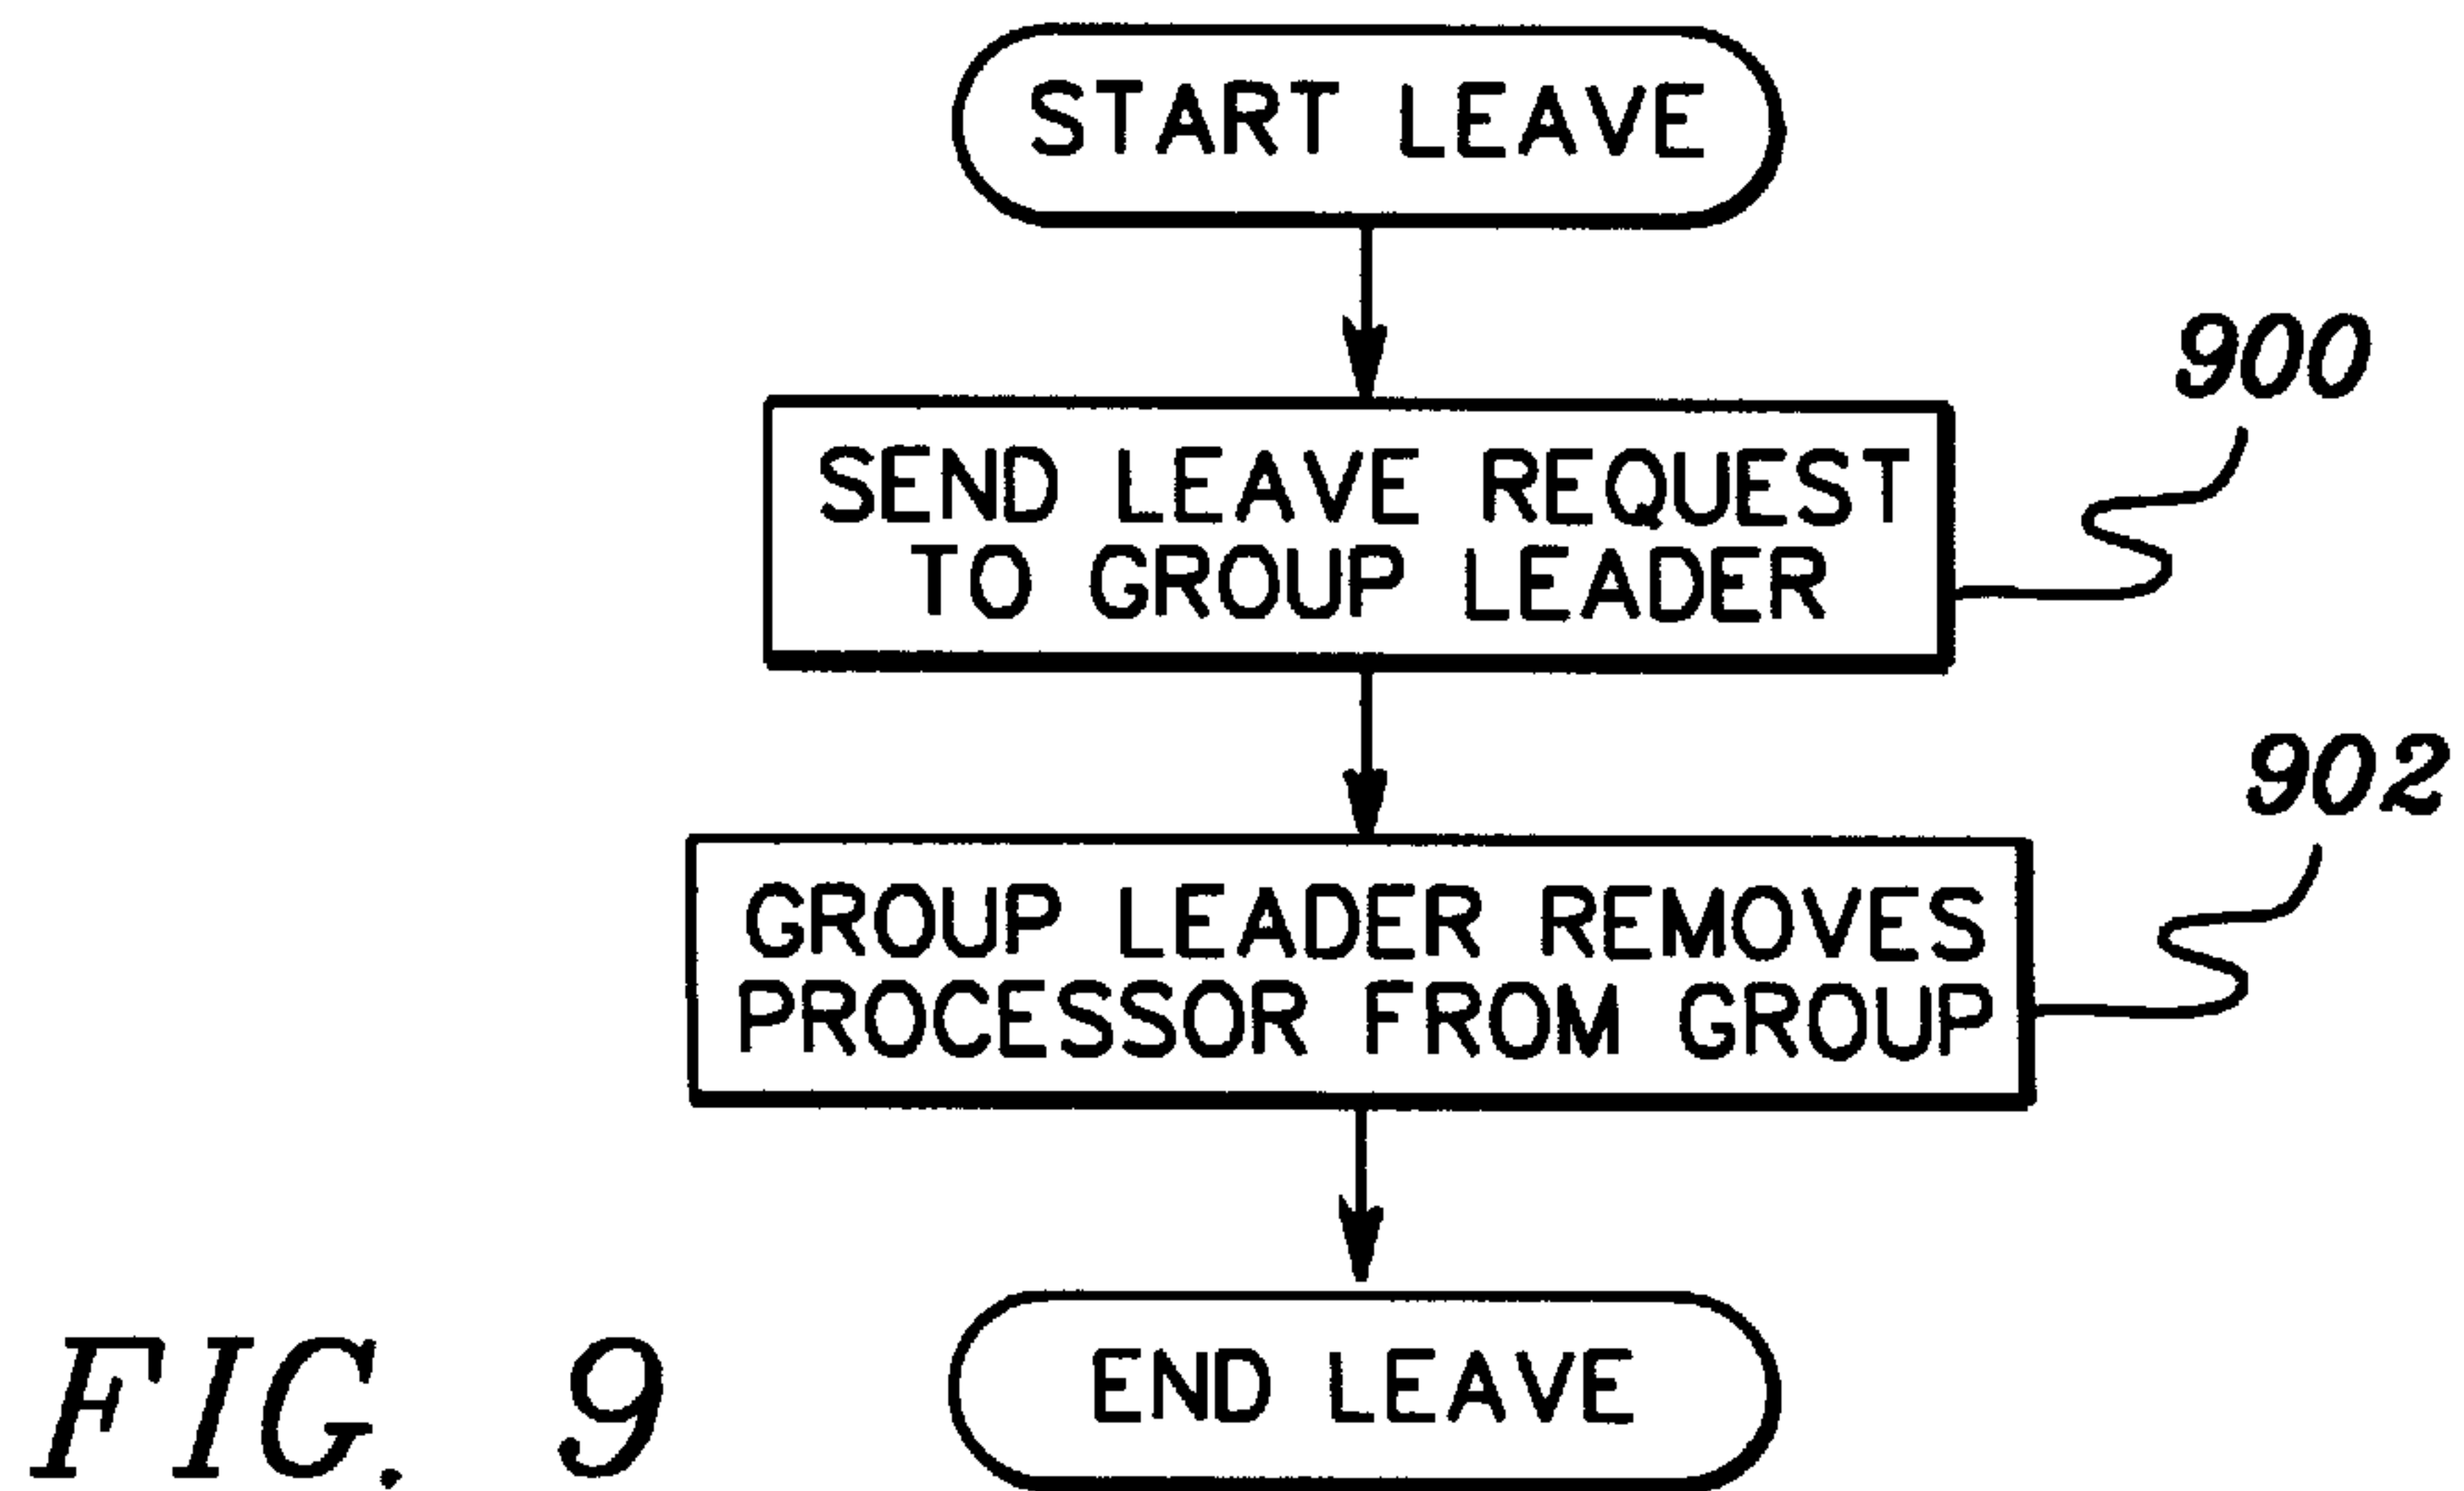 START LEAVE
900
SEND LEAVE REQUEST
TO GROUP LEADER
902
GROUP LEADER REMOVES
PROCESSOR FROM GROUP
END LEAVE
FIG. 9